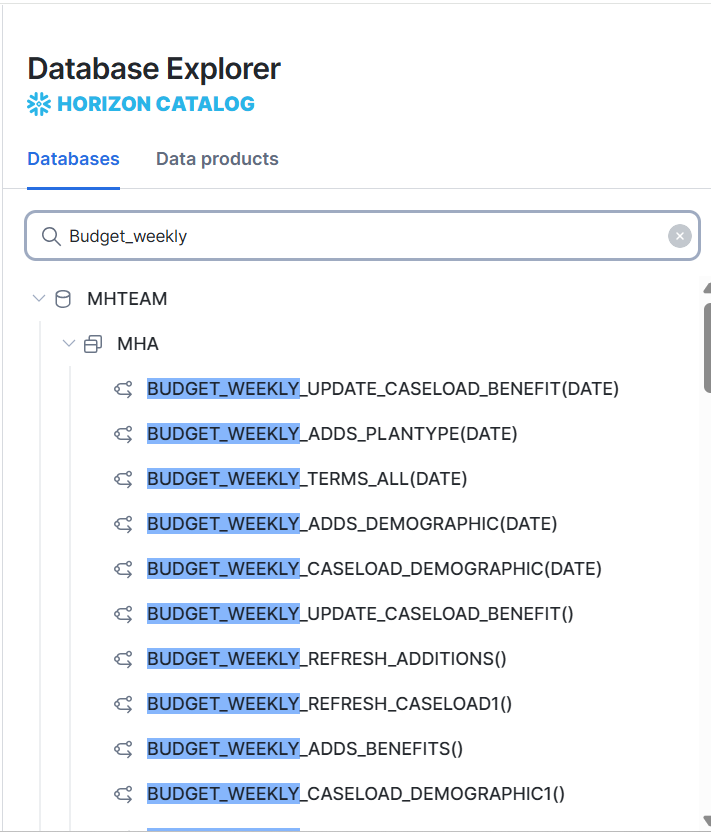 Database Explorer
HORIZON CATALOG
Databases Data products
Budget_weekly
MHTEAM
MHA
BUDGET_WEEKLY_UPDATE_CASELOAD_BENEFIT(DATE)
BUDGET_WEEKLY_ADDS_PLANTYPE(DATE)
BUDGET_WEEKLY_TERMS_ALL(DATE)
BUDGET_WEEKLY_ADDS_DEMOGRAPHIC(DATE)
BUDGET_WEEKLY_CASELOAD_DEMOGRAPHIC(DATE)
BUDGET_WEEKLY_UPDATE_CASELOAD_BENEFIT()
BUDGET_WEEKLY_REFRESH_ADDITIONS()
BUDGET_WEEKLY_REFRESH_CASELOAD1()
BUDGET_WEEKLY_ADDS_BENEFITS()
BUDGET_WEEKLY_CASELOAD_DEMOGRAPHIC1()